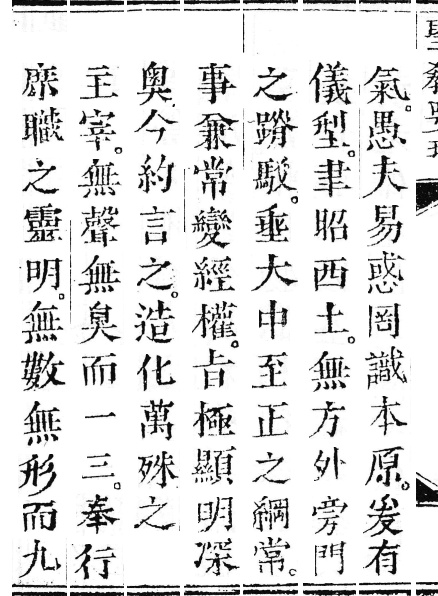 氣。愚夫易惑罔識本原。爰有
儀型。聿昭西土。無方外旁門
之踳駁。垂大中至正之綱常。
事兼常變經權。旨極顯明深
奧。今約言之。造化萬殊之
主宰。無聲無臭而一三。奉行
庶職之靈明。無數無形而九